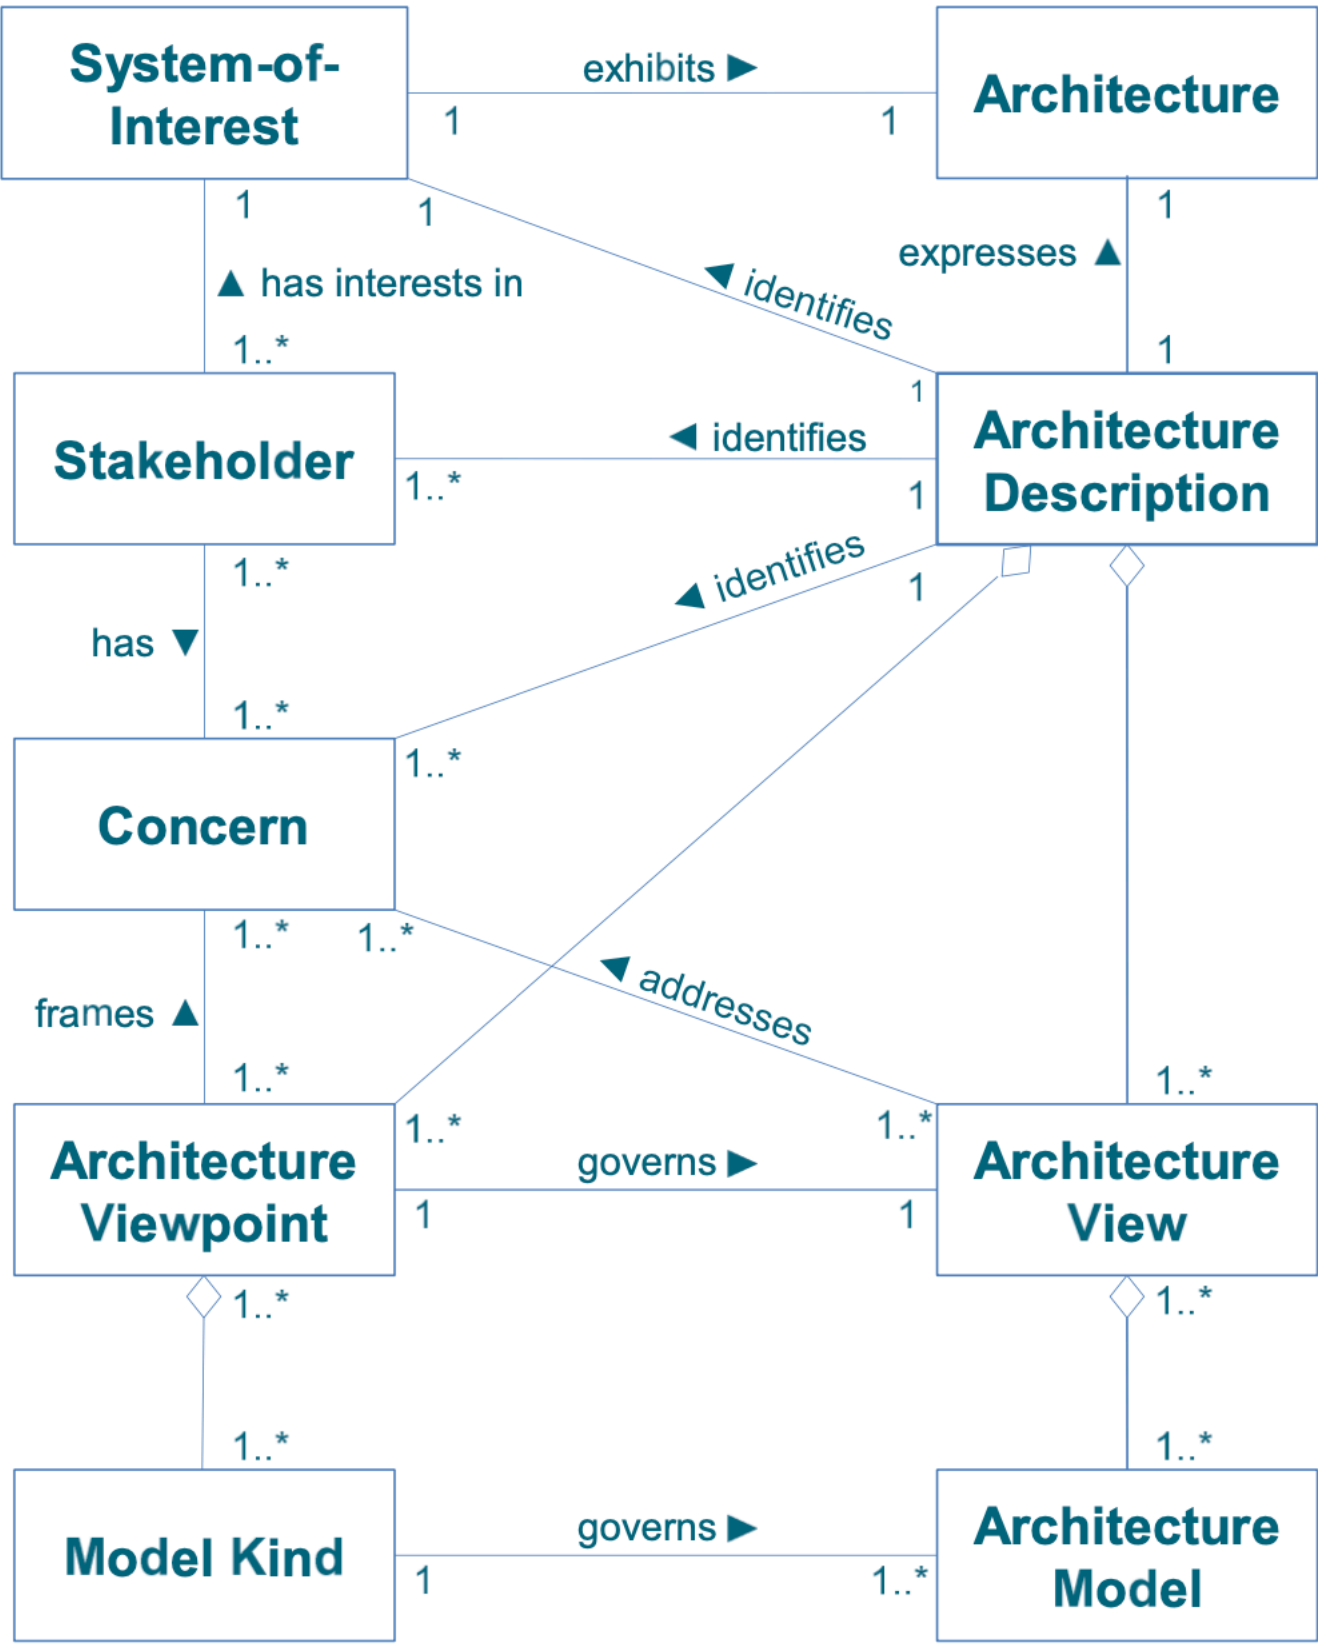 System-of-
Interest
exhibits ►
1
1
Architecture
1
1
▲ has interests in
1..*
◄ identifies
1
expresses ▲
1
1
Stakeholder
◄ identifies
1..*
1
Architecture
Description
1..*
has ▼
1..*
◄ identifies
1
1..*
Concern
1..*
1..*
frames ▲
1..*
◄ addresses
1..*
1..*
Architecture
Viewpoint
1..*
governs ►
1
1
Architecture
View
1..*
1..*
1..*
1..*
Model Kind
governs ►
1
1..*
Architecture
Model